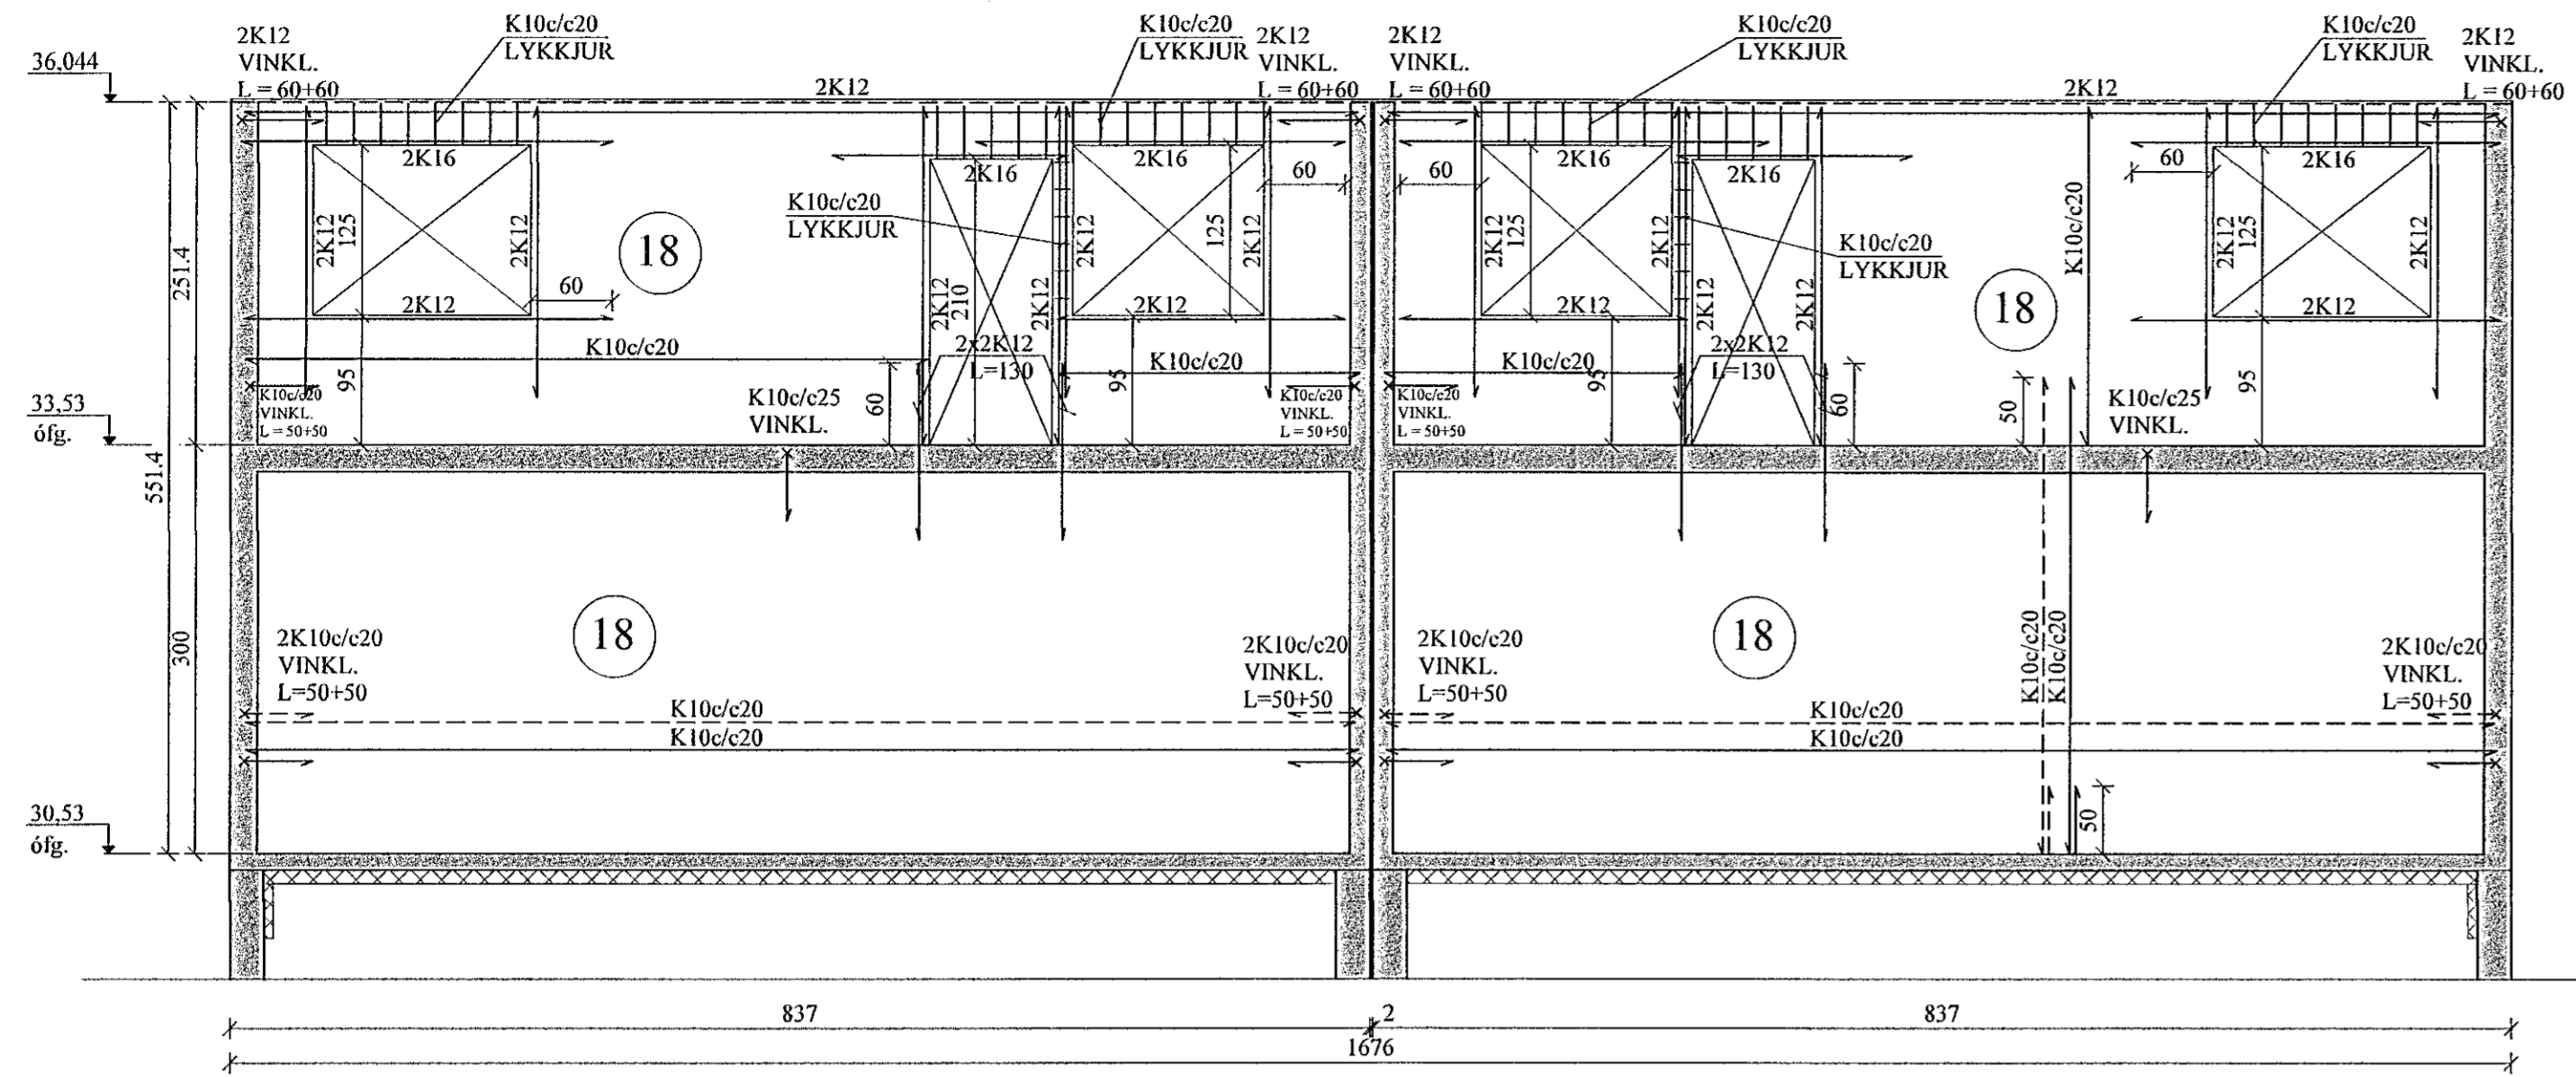 K10c/c20
LYKKJUR
K10c/c20
LYKKJUR
K10c/c20
LYKKJUR
K10c/c20
LYKKJUR
2K12
VINKL.
L = 60+60
2K12
VINKL.
L = 60+60
2K12
VINKL.
L = 60+60
2K12
VINKL.
L = 60+60
36,044
2K12
2K12
2K16
2K16
2K16
2K16
2K16
2K16
60
60
60
60
K10c/c20
LYKKJUR
K10c/c20
LYKKJUR
K10c/c20
18
18
2K12
125
2K12
2K12
210
2K12
2K12
125
2K12
2K12
125
2K12
2K12
2K12
2K12
125
2K12
2K12
2K12
2K12
2K12
251.4
K10c/c20
2x2K12
L=130
K10c/c20
K10c/c20
2x2K12
L=130
95
95
95
95
60
60
50
K10c/c20
VINKL.
L = 50+50
K10c/c25
VINKL.
K10c/c20
VINKL.
L = 50+50
K10c/c20
VINKL.
L = 50+50
K10c/c25
VINKL.
33,53
ófg.
551.4
300
18
18
2K10c/c20
VINKL.
L=50+50
2K10c/c20
VINKL.
L=50+50
2K10c/c20
VINKL.
L=50+50
2K10c/c20
VINKL.
L=50+50
K10c/c20
K10c/c20
K10c/c20
K10c/c20
K10c/c20
K10c/c20
50
30,53
ófg.
837
2
837
1676